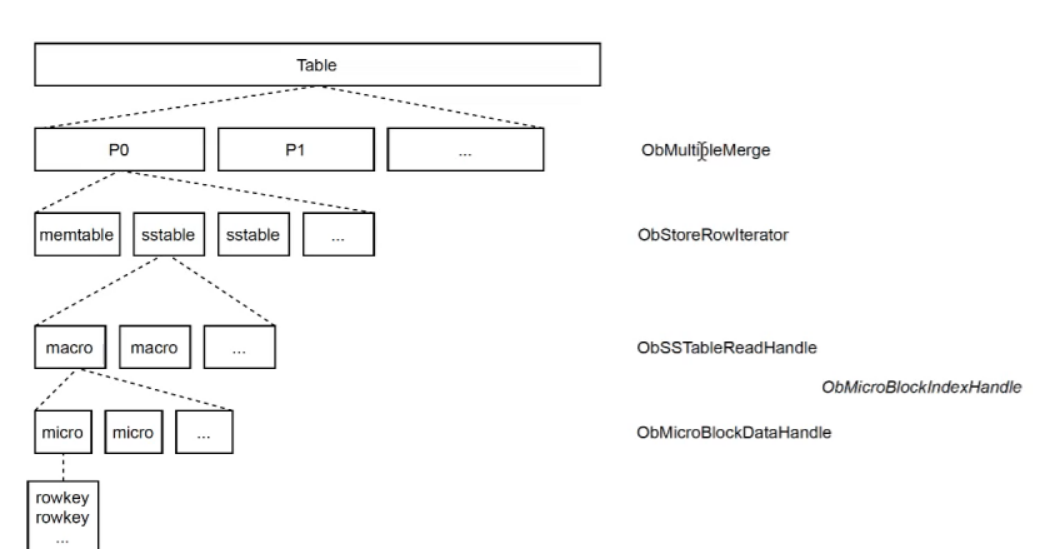 Table
P0 P1 ... ObMultipleMerge
memtable sstable sstable ... ObStoreRowIterator
macro macro ... ObSSTableReadHandle
ObMicroBlockIndexHandle
micro micro ... ObMicroBlockDataHandle
rowkey
rowkey
...